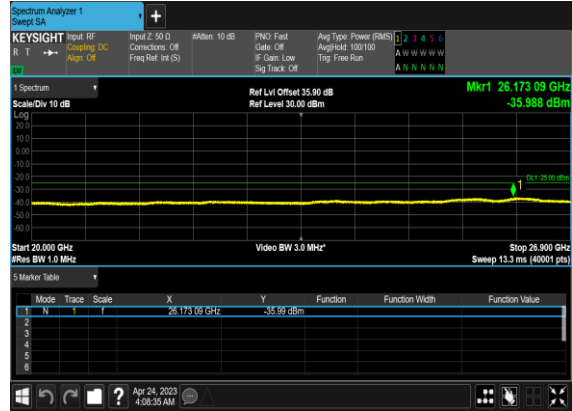 Spectrum Analyzer 1
Swept SA
+
KEYSIGHT Input: RF Input Z: 50 Ω #Atten: 10 dB PNO: Fast Avg Type: Power (RMS) 1 2 3 4 5 6
R T Coupling: DC Corrections: Off Gate: Off Avg|Hold: 100/100 A W W W W W
Align: Off Freq Ref: Int (S) IF Gain: Low Trig: Free Run
Sig Track: Off A N N N N N
LW
1 Spectrum Ref Lvl Offset 35.90 dB Mkr1 26.173 09 GHz
Scale/Div 10 dB Ref Level 30.00 dBm -35.988 dBm
Log
20.0
10.0
0.00
-10.0
-20.0
DL1 -25.00 dBm
1
-30.0
-40.0
-50.0
-60.0
Start 20.000 GHz Video BW 3.0 MHz* Stop 26.900 GHz
#Res BW 1.0 MHz Sweep 13.3 ms (40001 pts)
5 Marker Table
Mode Trace Scale X Y Function Function Width Function Value
1 N 1 f 26.173 09 GHz -35.99 dBm
2
3
4
5
6
? Apr 24, 2023
4:08:35 AM